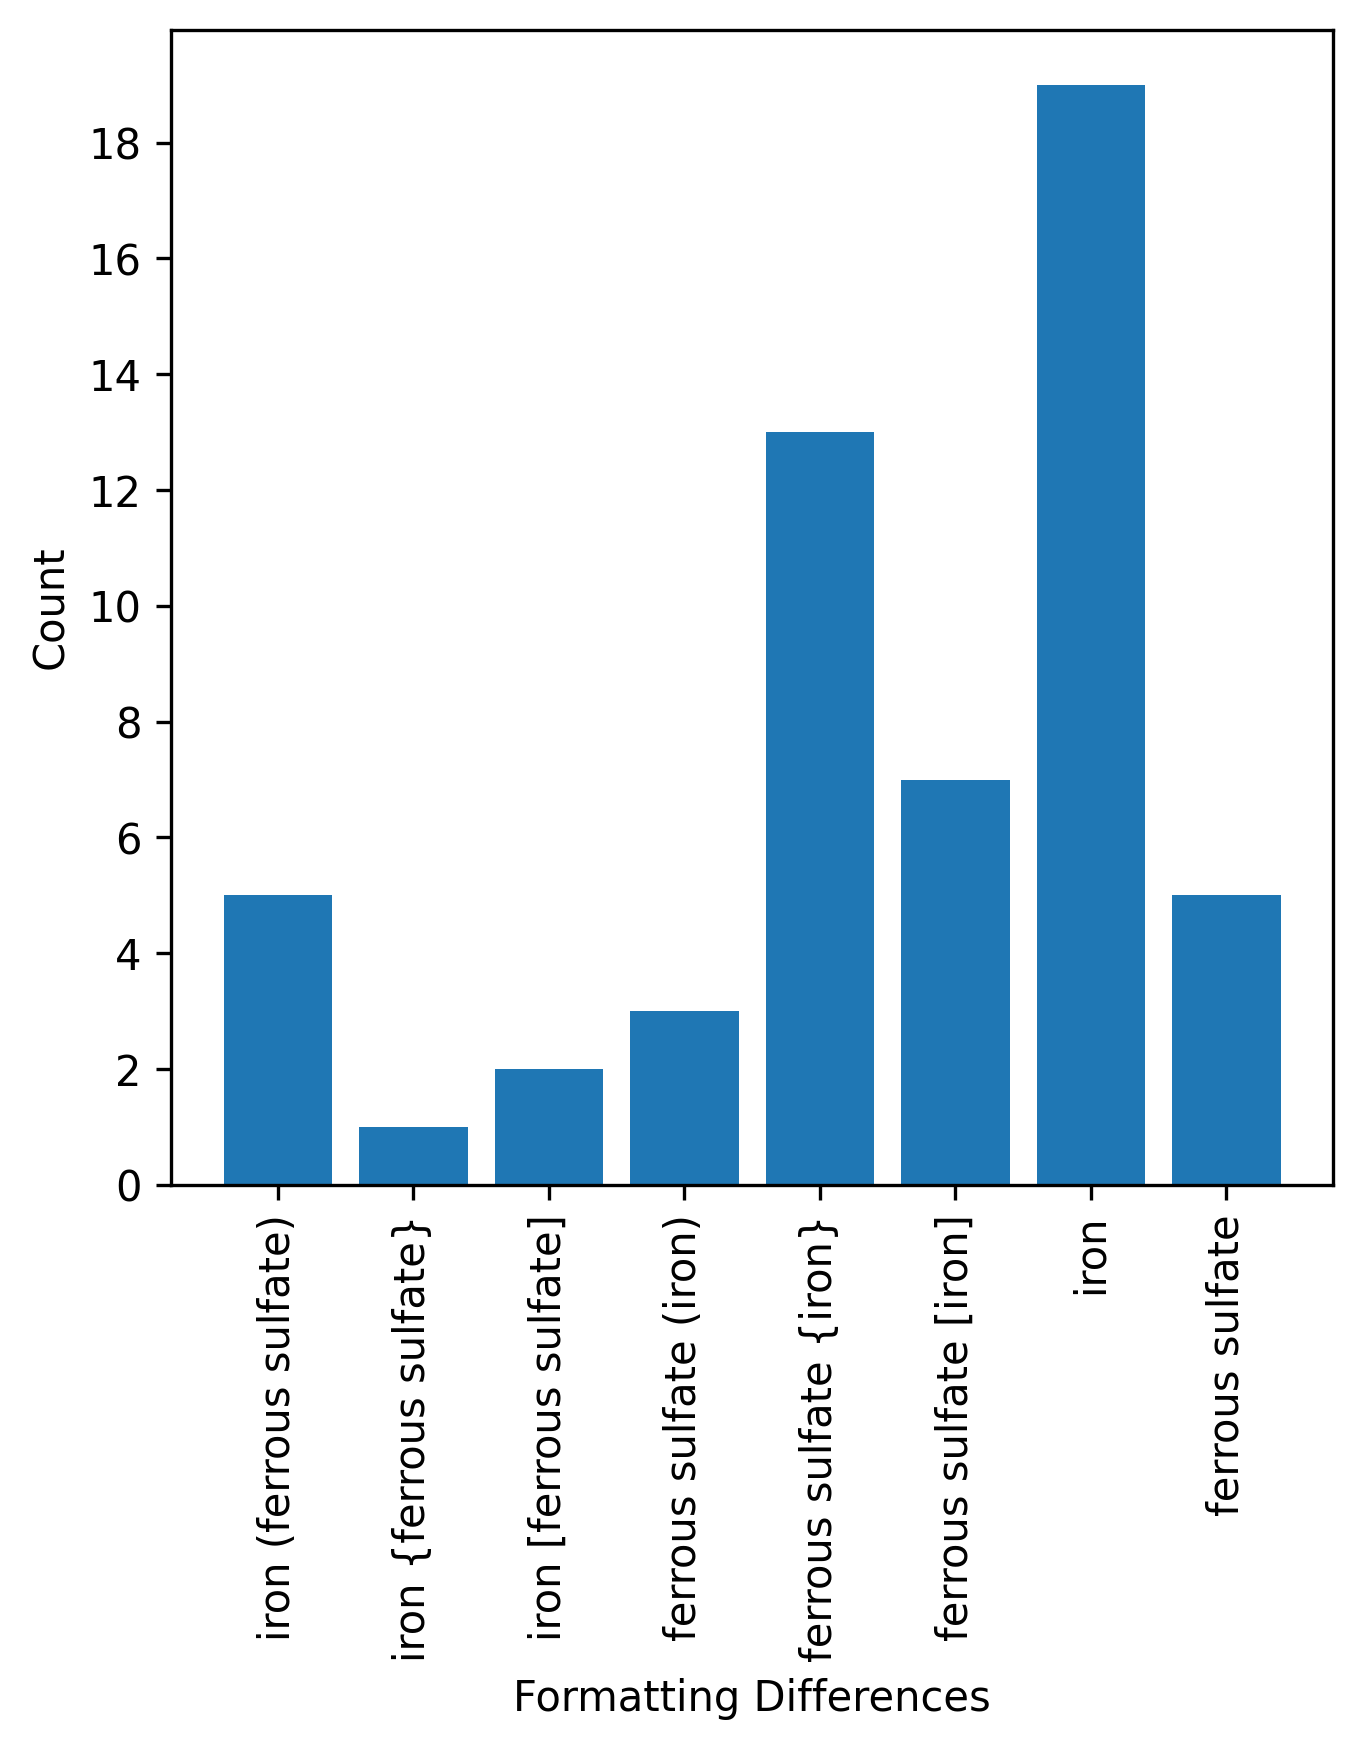 18
16
14
12
10
8
6
4
2
0
Count
iron (ferrous sulfate)
iron {ferrous sulfate}
iron [ferrous sulfate]
ferrous sulfate (iron)
ferrous sulfate {iron}
ferrous sulfate [iron]
iron
ferrous sulfate
Formatting Differences